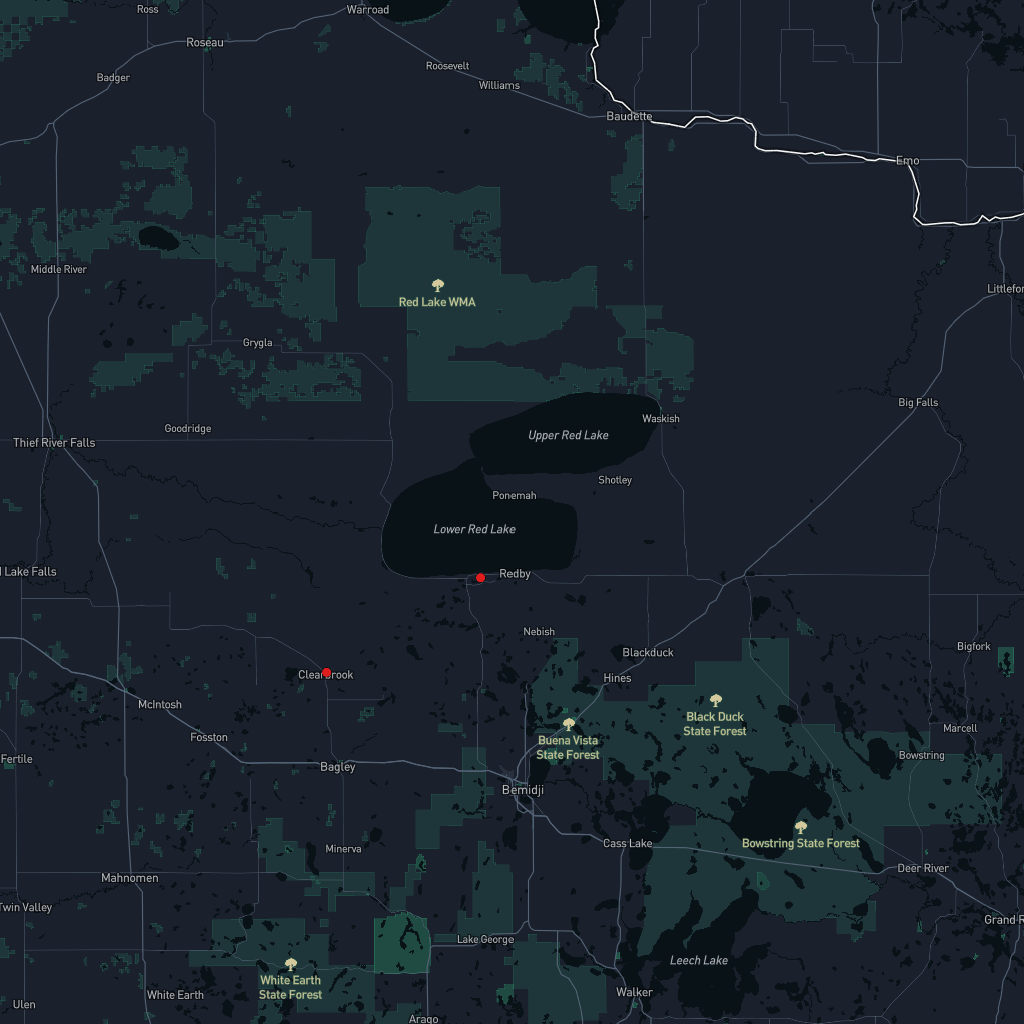 Ross
Warroad
Roseau
Roosevelt
Badger
Williams
Baudette
Emo
Middle River
Red Lake WMA
Littlefor
Grygla
Big Falls
Waskish
Goodridge
Upper Red Lake
Thief River Falls
Shotley
Ponemah
Lower Red Lake
Lake Falls
Redby
Nebish
Bigfork
Blackduck
Clearbrook
Hines
McIntosh
Black Duck
State Forest
Marcell
Fosston
Buena Vista
State Forest
Bowstring
Fertile
Bagley
Bemidji
Cass Lake
Bowstring State Forest
Minerva
Deer River
Mahnomen
Twin Valley
Grand R
Lake George
Leech Lake
White Earth
State Forest
White Earth
Walker
Ulen
Arago